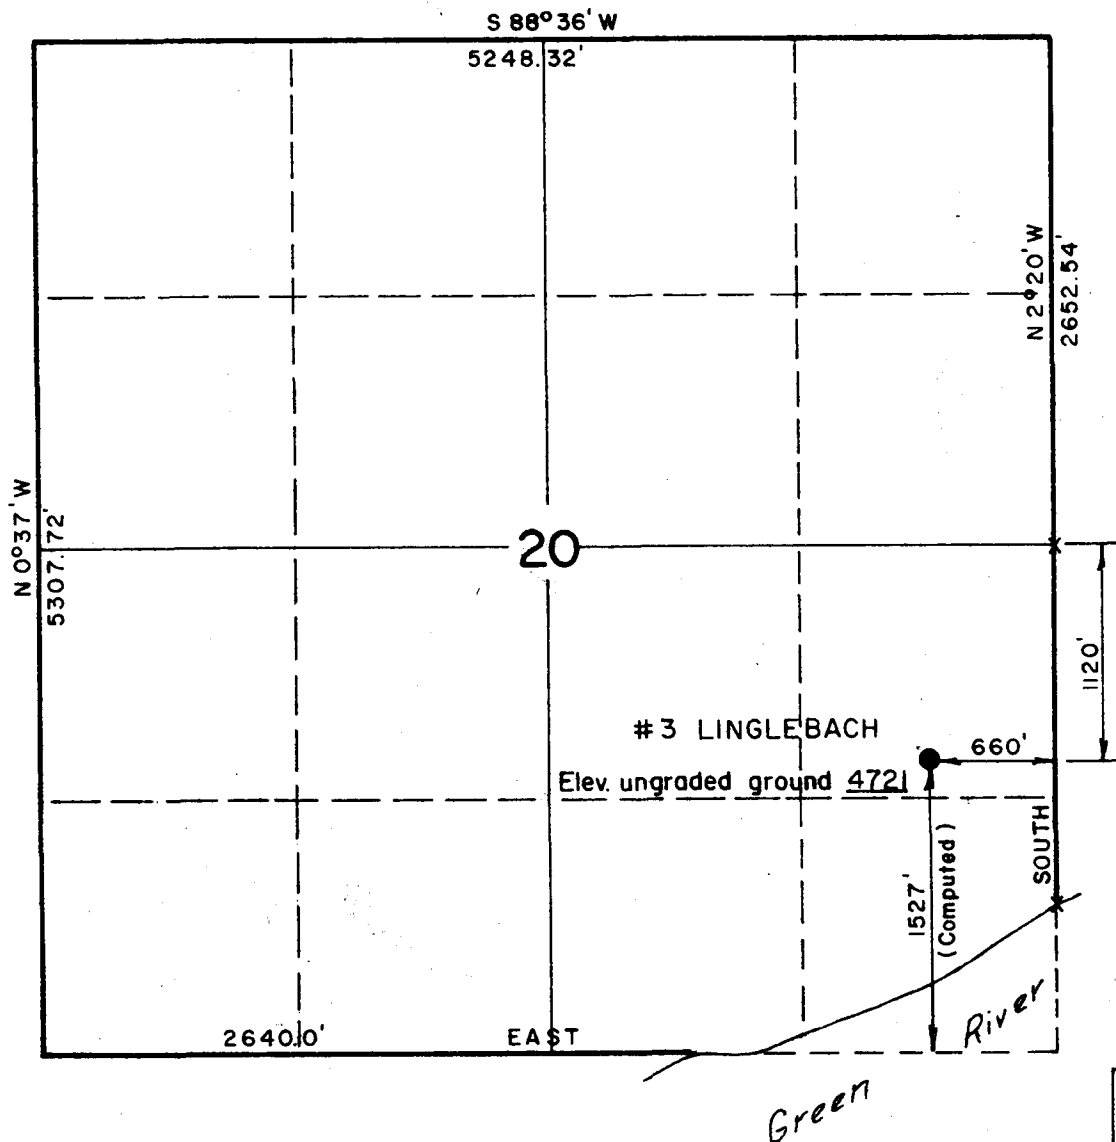 S 88° 36' W
5248.32'
N 2° 20' W
2652.54'
N 0° 37' W
5307.72'
20
1120'
#3 LINGLEBACH
660'
Elev. ungraded ground 4721
SOUTH
1527'
(Computed)
2640.0'
EAST
River
Green